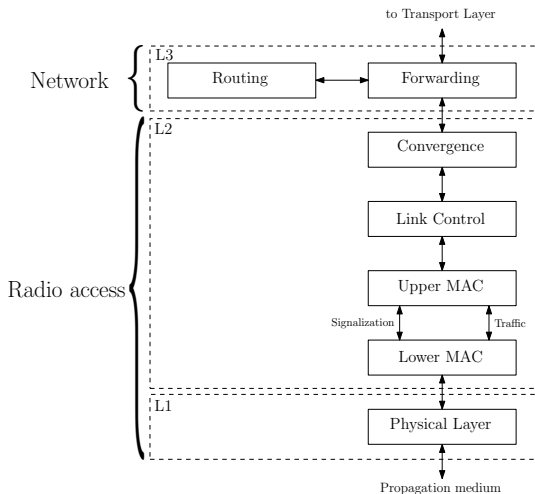 to Transport Layer
L3
Network
Routing
Forwarding
L2
Convergence
Link Control
Radio access
Upper MAC
Signalization
Traffic
Lower MAC
L1
Physical Layer
Propagation medium